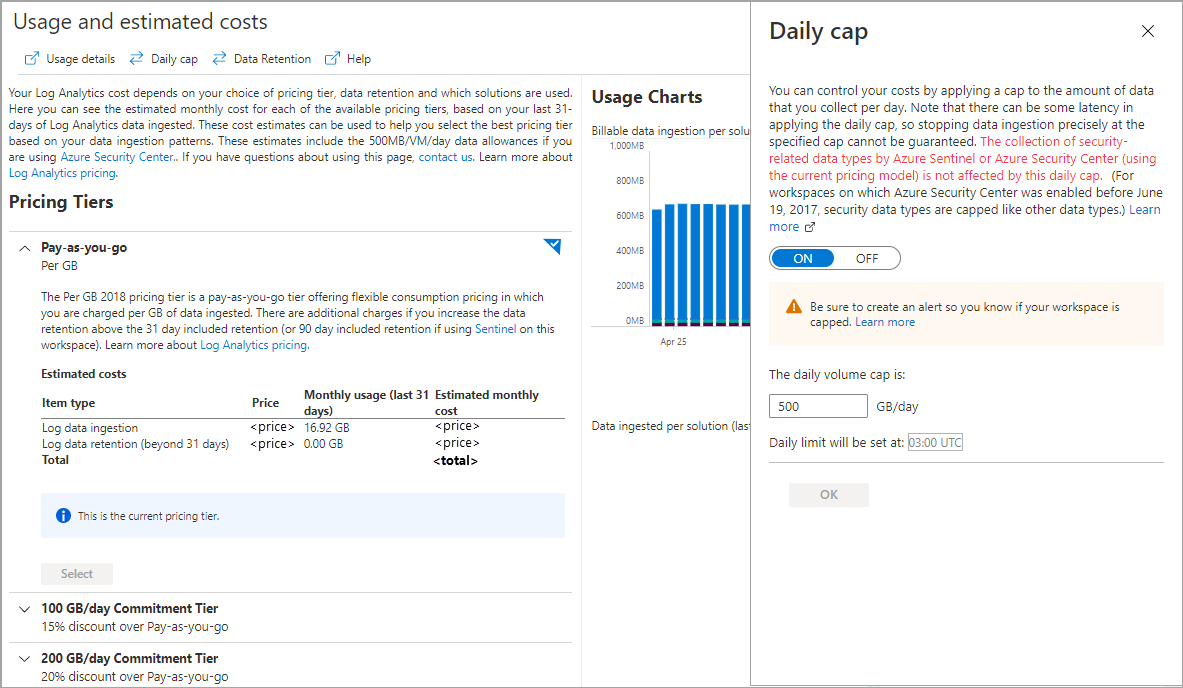 Usage and estimated costs
Usage details
Daily cap
Data Retention
Help
Your Log Analytics cost depends on your choice of pricing tier, data retention and which solutions are used.
Here you can see the estimated monthly cost for each of the available pricing tiers, based on your last 31-
days of Log Analytics data ingested. These cost estimates can be used to help you select the best pricing tier
based on your data ingestion patterns. These estimates include the 500MB/VM/day data allowances if you
are using Azure Security Center.. If you have questions about using this page, contact us. Learn more about
Log Analytics pricing.
Pricing Tiers
Pay-as-you-go
Per GB
The Per GB 2018 pricing tier is a pay-as-you-go tier offering flexible consumption pricing in which
you are charged per GB of data ingested. There are additional charges if you increase the data
retention above the 31 day included retention (or 90 day included retention if using Sentinel on this
workspace). Learn more about Log Analytics pricing.
Estimated costs
Item type Price Monthly usage (last 31 days) Estimated monthly cost
Log data ingestion <price> 16.92 GB <price>
Log data retention (beyond 31 days) <price> 0.00 GB <price>
Total <total>
This is the current pricing tier.
Select
100 GB/day Commitment Tier
15% discount over Pay-as-you-go
200 GB/day Commitment Tier
20% discount over Pay-as-you-go
Usage Charts
Billable data ingestion per solu
1,000MB
800MB
600MB
400MB
200MB
0MB
Apr 25
Data ingested per solution (las
Daily cap
You can control your costs by applying a cap to the amount of data
that you collect per day. Note that there can be some latency in
applying the daily cap, so stopping data ingestion precisely at the
specified cap cannot be guaranteed. The collection of security-
related data types by Azure Sentinel or Azure Security Center (using
the current pricing model) is not affected by this daily cap. (For
workspaces on which Azure Security Center was enabled before June
19, 2017, security data types are capped like other data types.) Learn
more
ON OFF
Be sure to create an alert so you know if your workspace is
capped. Learn more
The daily volume cap is:
500 GB/day
Daily limit will be set at: 03:00 UTC
OK